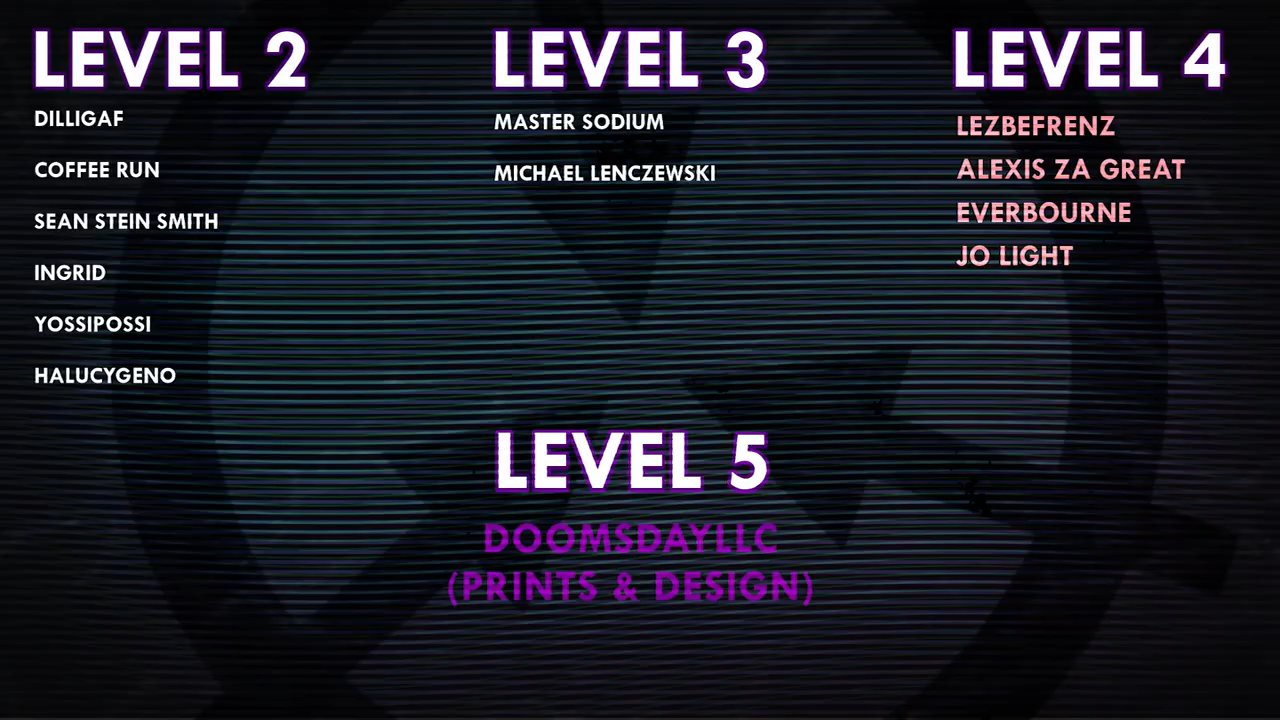 LEVEL 2
DILLIGAF
COFFEE RUN
SEAN STEIN SMITH
INGRID
YOSSIPOSSI
HALUCYGENO
LEVEL 3
MASTER SODIUM
MICHAEL LENCZEWSKI
LEVEL 4
LEZBEFRENZ
ALEXIS ZA GREAT
EVERBOURNE
JO LIGHT
LEVEL 5
DOOMSDAYLLC
(PRINTS & DESIGN)